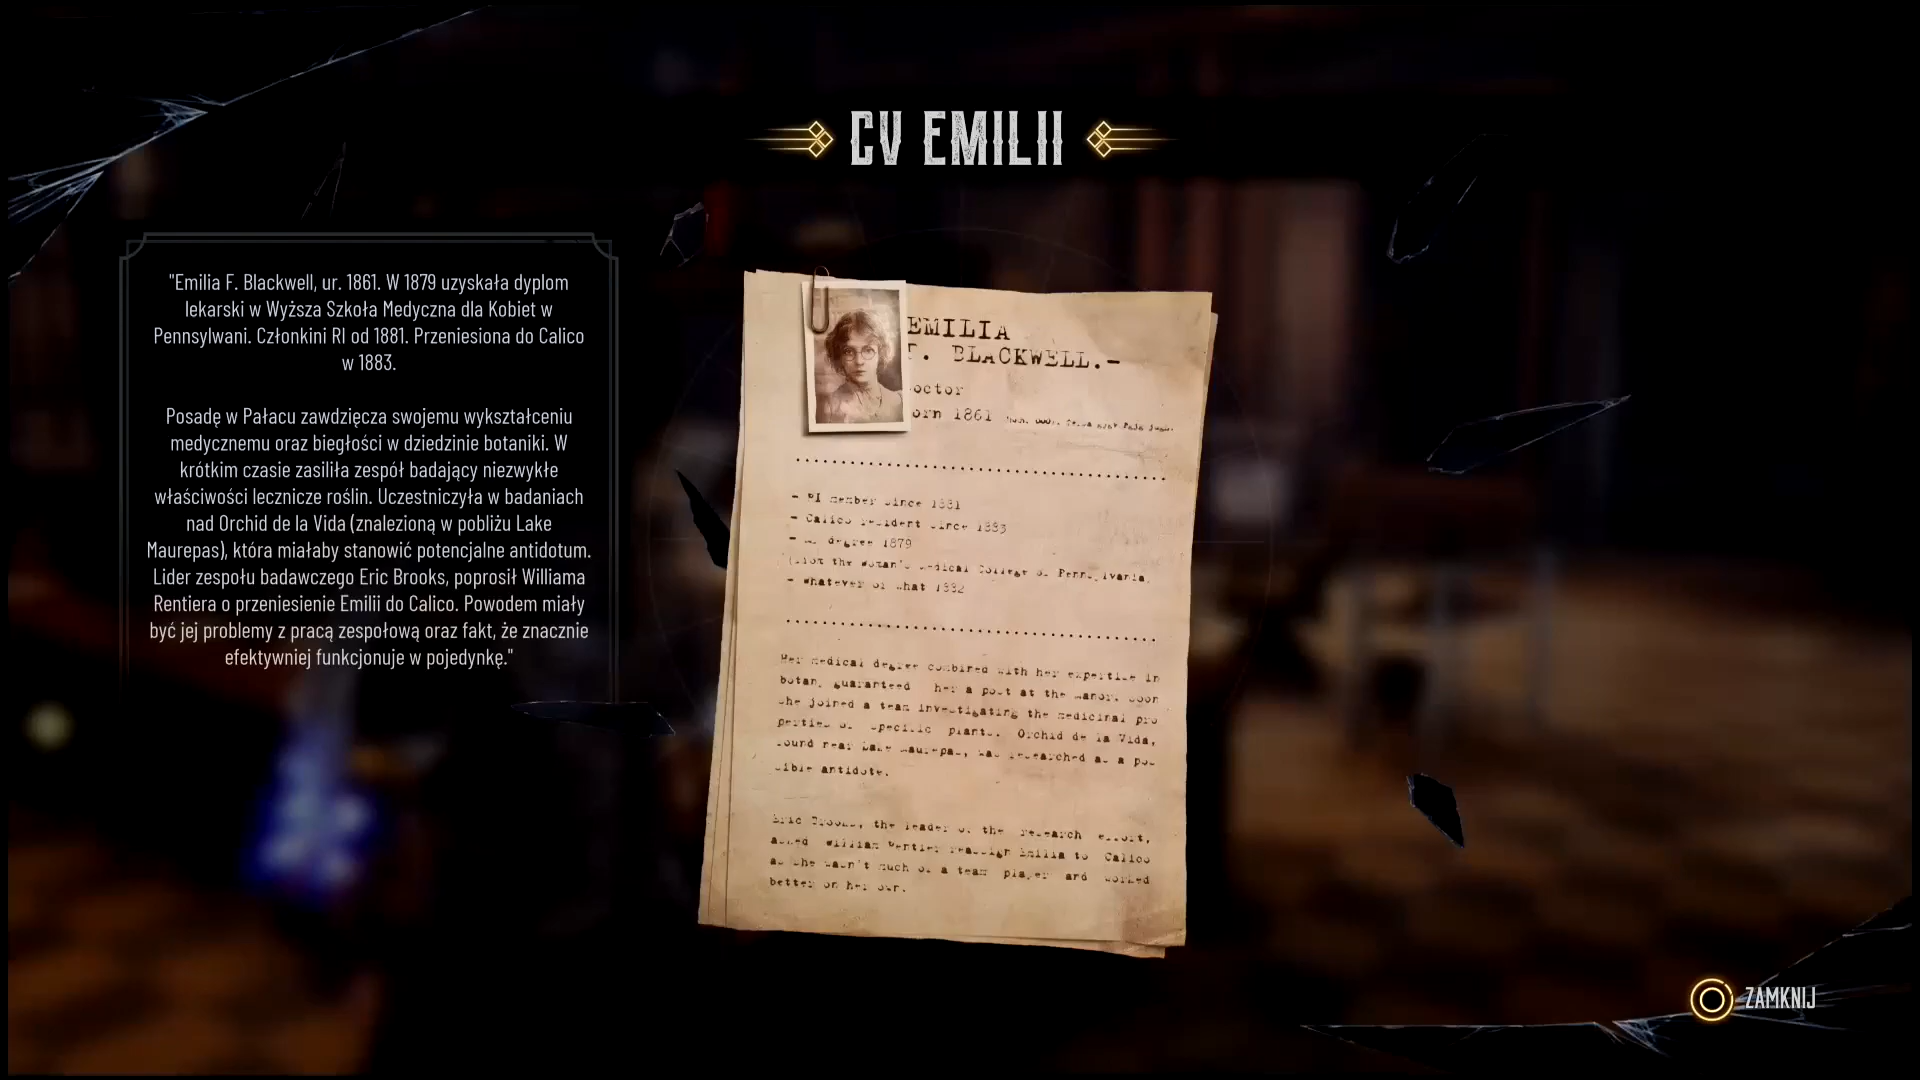 CV EMILII
"Emilia F. Blackwell, ur. 1861. W 1879 uzyskała dyplom
lekarski w Wyższa Szkoła Medyczna dla Kobiet w
Pennsylwani. Członkini RI od 1881. Przeniesiona do Calico
w 1883.
Posadę w Pałacu zawdzięcza swojemu wykształceniu
medycznemu oraz biegłości w dziedzinie botaniki. W
krótkim czasie zasiliła zespół badający niezwykłe
właściwości lecznicze roślin. Uczestniczyła w badaniach
nad Orchid de la Vida (znalezioną w pobliżu Lake
Maurepas), która miałaby stanowić potencjalne antidotum.
Lider zespołu badawczego Eric Brooks, poprosił Williama
Rentiera o przeniesienie Emilii do Calico. Powodem miały
być jej problemy z pracą zespołową oraz fakt, że znacznie
efektywniej funkcjonuje w pojedynkę."
EMILIA
F. BLACKWELL.-
octor
orn 1861
- RI member since 1881
- Calico resident since 1883
- degree 1879
(from the Woman's Medical College of Pennsylvania
- Whatever of what 1882
Her medical degree combined with her expertise in
botany guaranteed her a post at the Manor. Soon
she joined a team investigating the medicinal pro
perties of specific plants. Orchid de la Vida,
found near Lake Maurepas, was researched as a pos
sible antidote.
Eric Brooks, the leader of the research effort,
asked William Rentier reassign Emilia to Calico
as she wasn't much of a team player and worked
better on her own.
ZAMKNIJ